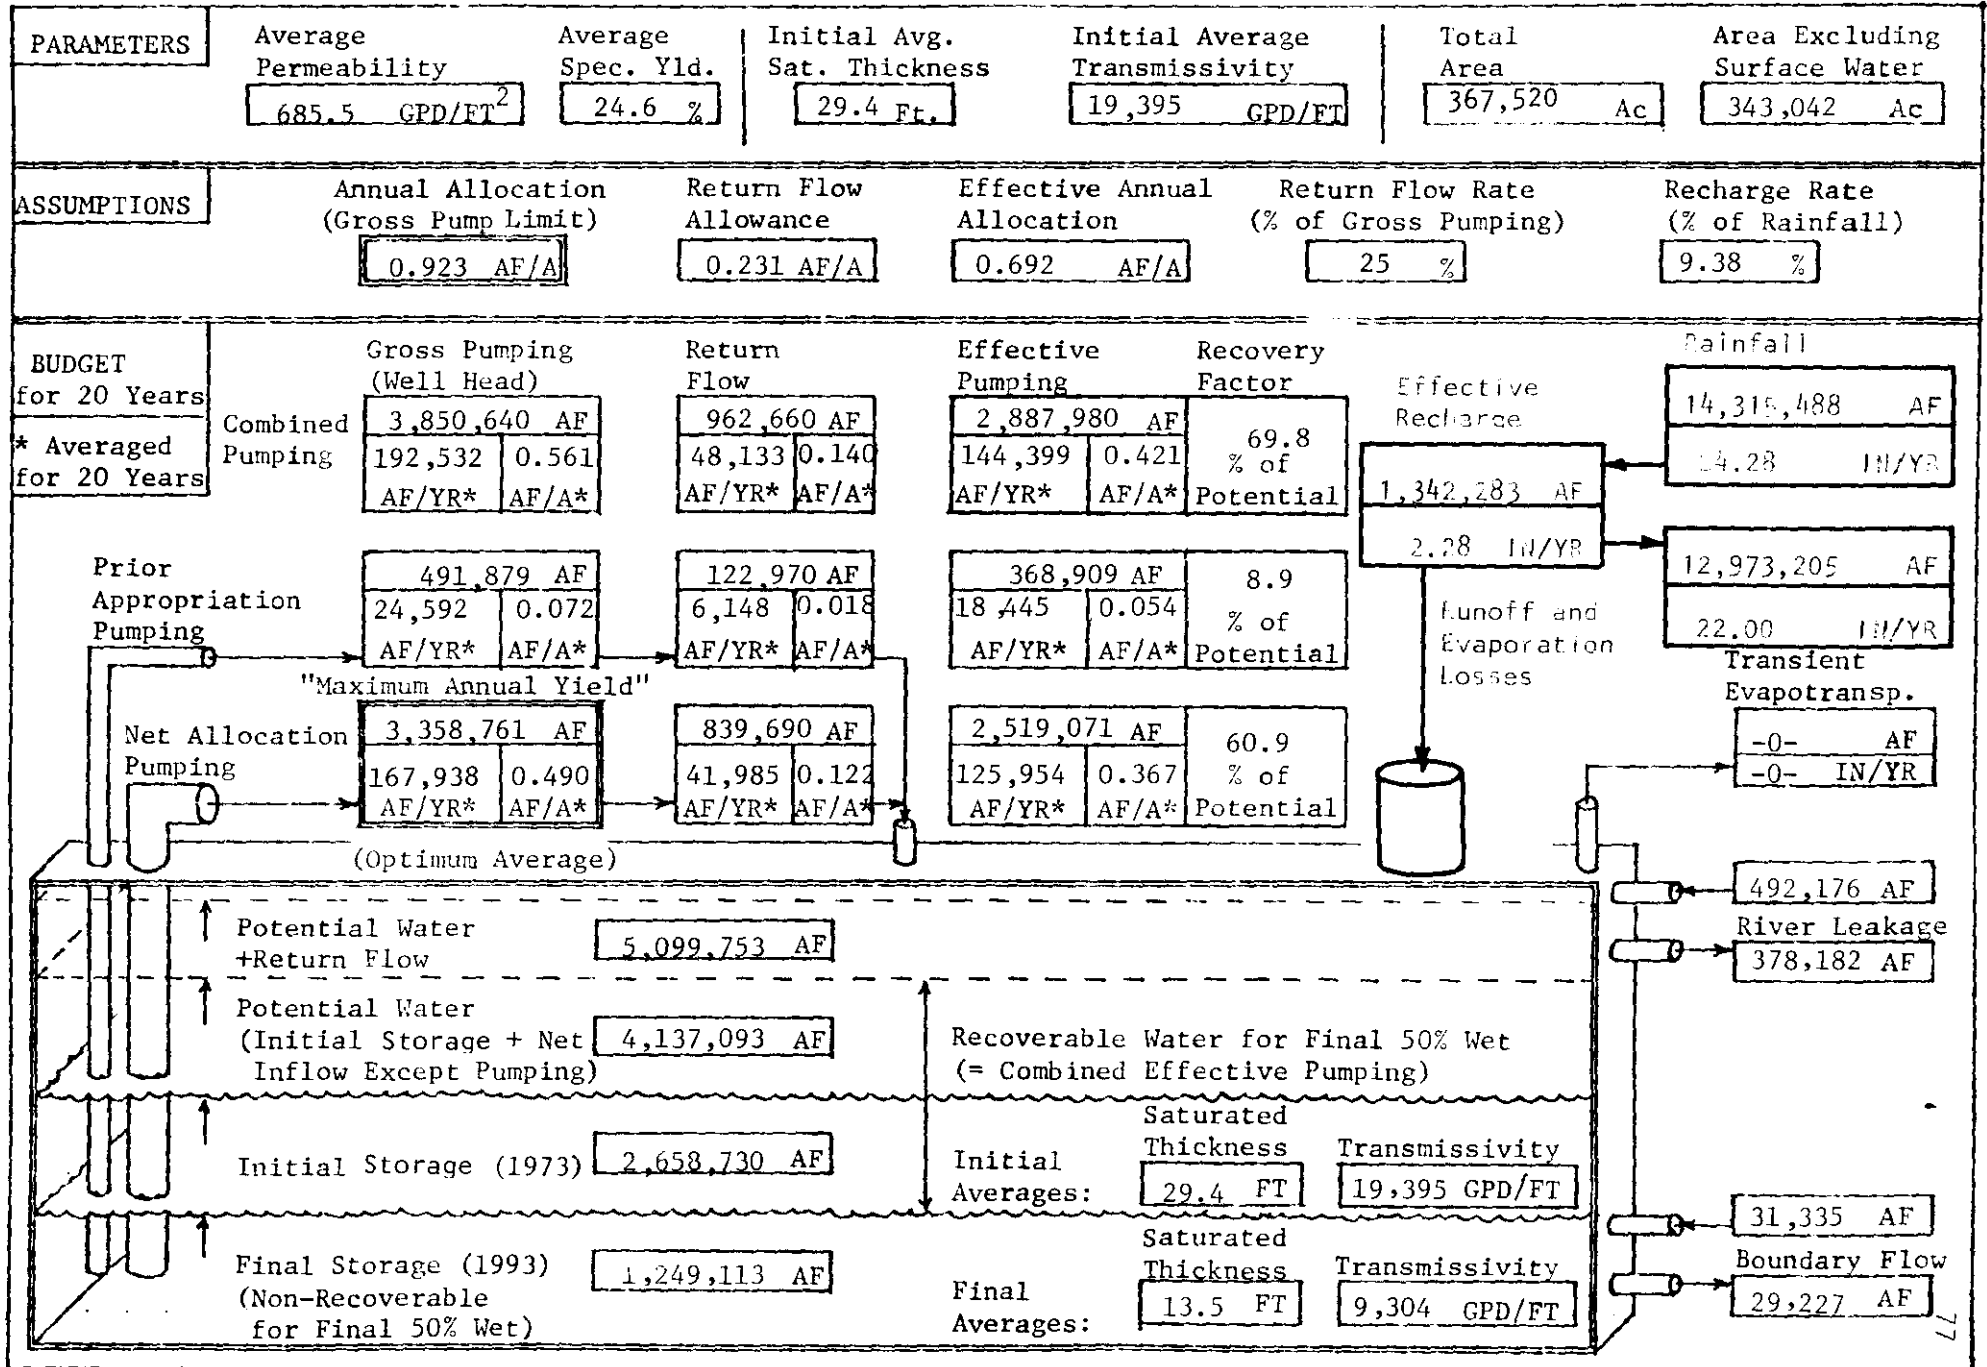 PARAMETERS
Average Permeability
685.5 GPD/FT2
Average Spec. Yld.
24.6 %
Initial Avg. Sat. Thickness
29.4 Ft.
Initial Average Transmissivity
19,395 GPD/FT
Total Area
367,520 Ac
Area Excluding Surface Water
343,042 Ac
ASSUMPTIONS
Annual Allocation
(Gross Pump Limit)
0.923 AF/A
Return Flow
Allowance
0.231 AF/A
Effective Annual
Allocation
0.692 AF/A
Return Flow Rate
(% of Gross Pumping)
25 %
Recharge Rate
(% of Rainfall)
9.38 %
BUDGET
for 20 Years
* Averaged
for 20 Years
Gross Pumping
(Well Head)
Return
Flow
Effective
Pumping
Recovery
Factor
Combined
Pumping
3,850,640 AF
192,532 0.561
AF/YR* AF/A*
962,660 AF
48,133 0.140
AF/YR* AF/A*
2,887,980 AF
144,399 0.421
AF/YR* AF/A*
69.8
% of
Potential
Effective
Recharge
1,342,283 AF
2.28 IN/YR
Rainfall
14,315,488 AF
IN/YR
12,973,205 AF
22.00 IN/YR
Runoff and
Evaporation
Losses
Prior
Appropriation
Pumping
491,879 AF
24,592 0.072
AF/YR* AF/A*
122,970 AF
6,148 0.018
AF/YR* AF/A*
368,909 AF
18,445 0.054
AF/YR* AF/A*
8.9
% of
Potential
"Maximum Annual Yield"
Net Allocation
Pumping
3,358,761 AF
167,938 0.490
AF/YR* AF/A*
839,690 AF
41,985 0.122
AF/YR* AF/A*
2,519,071 AF
125,954 0.367
AF/YR* AF/A*
60.9
% of
Potential
(Optimum Average)
Transient
Evapotransp.
-0- AF
-0- IN/YR
492,176 AF
River Leakage
378,182 AF
Potential Water
+Return Flow
5,099,753 AF
Potential Water
(Initial Storage + Net
Inflow Except Pumping)
4,137,093 AF
Recoverable Water for Final 50% Wet
(= Combined Effective Pumping)
Initial Storage (1973)
2,658,730 AF
Initial
Averages:
Saturated
Thickness
29.4 FT
Transmissivity
19,395 GPD/FT
Final Storage (1993)
(Non-Recoverable
for Final 50% Wet)
1,249,113 AF
Final
Averages:
Saturated
Thickness
13.5 FT
Transmissivity
9,304 GPD/FT
31,335 AF
Boundary Flow
29,227 AF
77